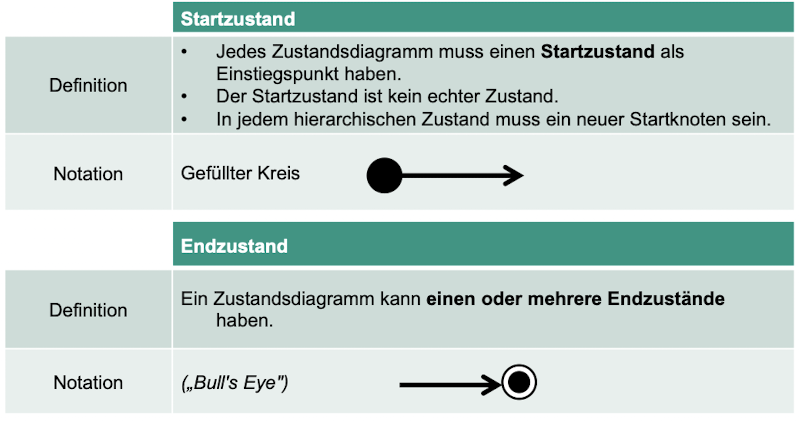 Startzustand
Definition
• Jedes Zustandsdiagramm muss einen Startzustand als
Einstiegspunkt haben.
• Der Startzustand ist kein echter Zustand.
• In jedem hierarchischen Zustand muss ein neuer Startknoten sein.
Notation
Gefüllter Kreis
Endzustand
Definition
Ein Zustandsdiagramm kann einen oder mehrere Endzustände
haben.
Notation
(„Bull's Eye")